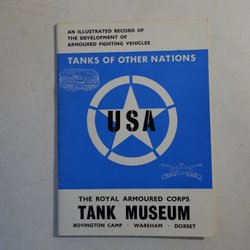 AN ILLUSTRATED RECORD OF
THE DEVELOPMENT OF
ARMOURED FIGHTING VEHICLES
TANKS OF OTHER NATIONS
USA
THE ROYAL ARMOURED CORPS
TANK MUSEUM
BOVINGTON CAMP · WAREHAM · DORSET